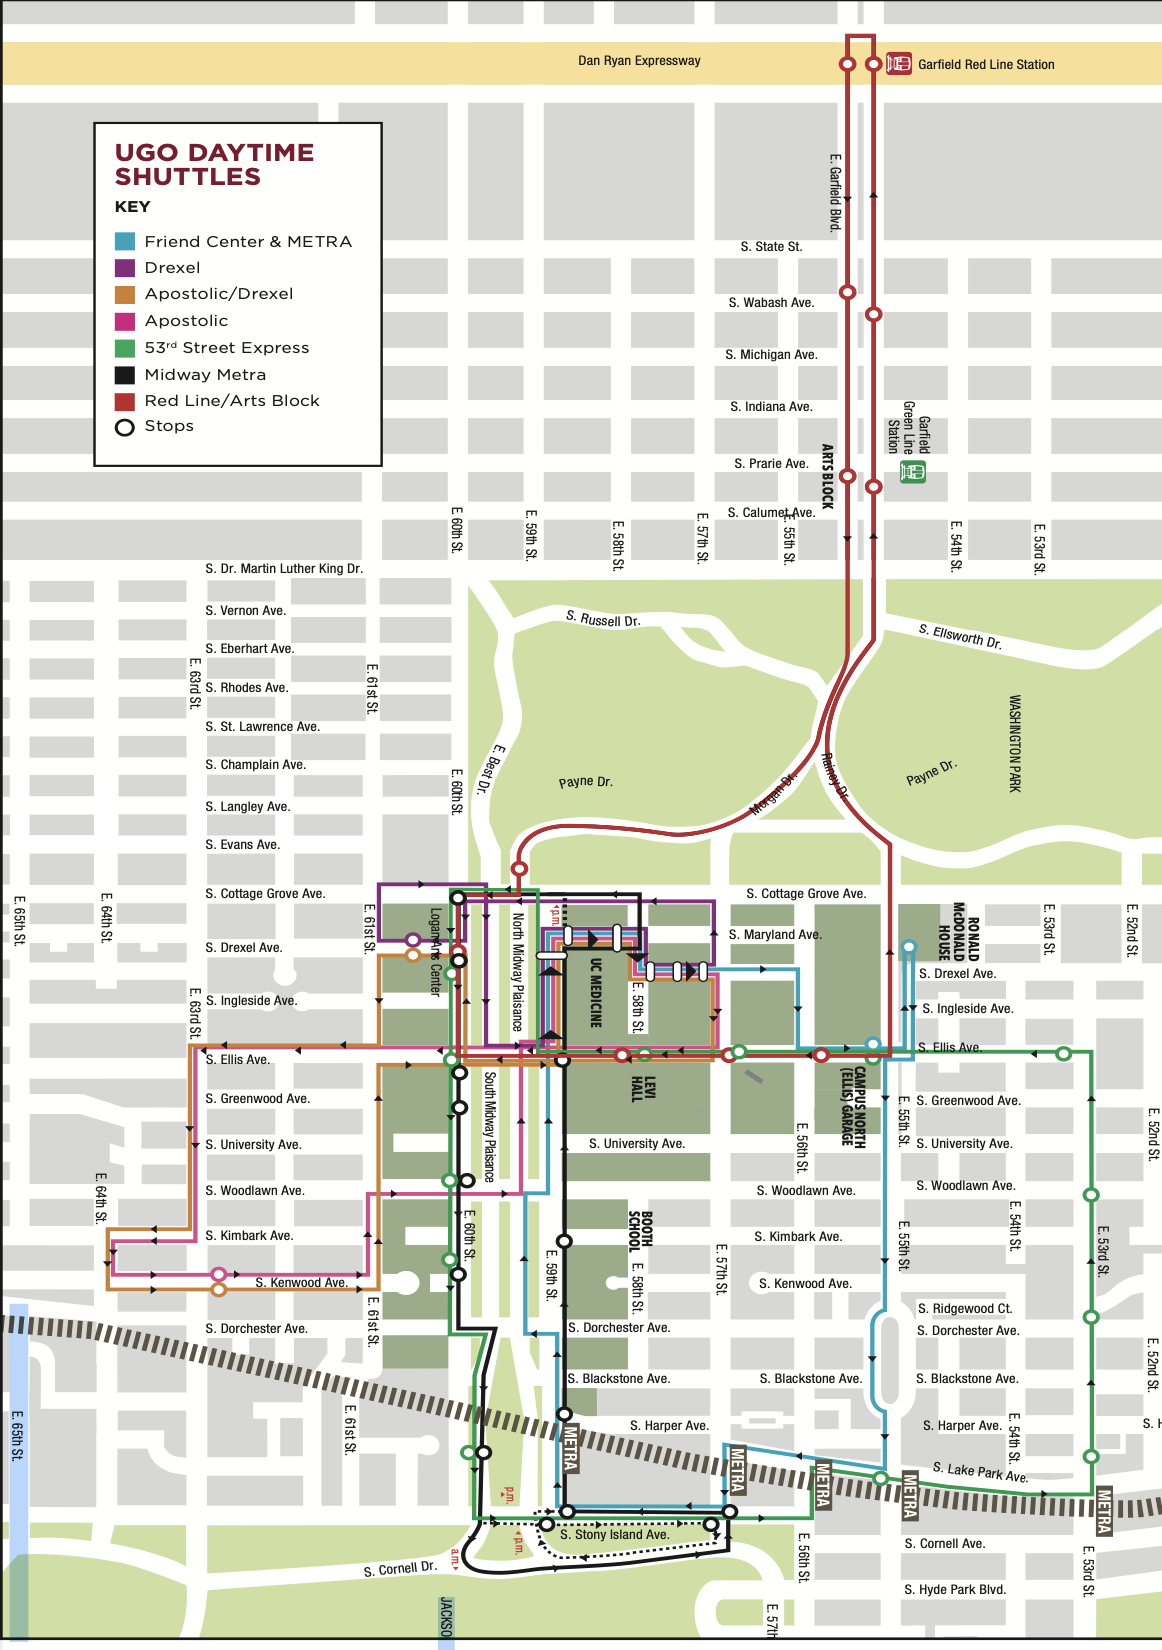 Dan Ryan Expressway
Garfield Red Line Station
UGO DAYTIME
SHUTTLES
KEY
Friend Center & METRA
Drexel
Apostolic/Drexel
Apostolic
53rd Street Express
Midway Metra
Red Line/Arts Block
Stops
E. Garfield Blvd.
S. State St.
S. Wabash Ave.
S. Michigan Ave.
S. Indiana Ave.
Garfield
Green Line
Station
ARTS BLOCK
S. Prarie Ave.
S. Calumet Ave.
E. 60th St.
E. 59th St.
E. 58th St.
E. 57th St.
E. 55th St.
E. 54th St.
E. 53rd St.
S. Dr. Martin Luther King Dr.
S. Vernon Ave.
S. Eberhart Ave.
S. Rhodes Ave.
S. St. Lawrence Ave.
S. Champlain Ave.
S. Langley Ave.
S. Evans Ave.
S. Cottage Grove Ave.
E. 63rd St.
E. 61st St.
E. 60th St.
S. Russell Dr.
S. Ellsworth Dr.
WASHINGTON PARK
E. Best Dr.
Payne Dr.
Morgan Dr.
Rainey Dr.
Payne Dr.
S. Cottage Grove Ave.
E. 65th St.
E. 64th St.
E. 61st St.
Logan Arts Center
North Midway Plaisance
p.m.
UC MEDICINE
S. Maryland Ave.
RONALD
McDONALD
HOUSE
E. 53rd St.
E. 52nd St.
S. Drexel Ave.
S. Drexel Ave.
E. 58th St.
S. Ingleside Ave.
S. Ingleside Ave.
E. 63rd St.
S. Ellis Ave.
S. Ellis Ave.
LEVI
HALL
CAMPUS NORTH
(ELLIS) GARAGE
South Midway Plaisance
S. Greenwood Ave.
S. Greenwood Ave.
E. 55th St.
E. 52nd St.
S. University Ave.
S. University Ave.
S. University Ave.
E. 56th St.
E. 64th St.
S. Woodlawn Ave.
S. Woodlawn Ave.
S. Woodlawn Ave.
E. 54th St.
S. Kimbark Ave.
S. Kimbark Ave.
E. 60th St.
BOOTH
SCHOOL
E. 59th St.
E. 58th St.
E. 57th St.
E. 55th St.
E. 53rd St.
S. Kenwood Ave.
S. Kenwood Ave.
E. 61st St.
S. Ridgewood Ct.
S. Dorchester Ave.
S. Dorchester Ave.
S. Dorchester Ave.
S. Blackstone Ave.
S. Blackstone Ave.
S. Blackstone Ave.
E. 52nd St.
E. 65th St.
E. 61st St.
S. Harper Ave.
S. Harper Ave.
E. 54th St.
S. H
METRA
METRA
METRA
METRA
METRA
S. Lake Park Ave.
p.m.
p.m.
a.m.
S. Stony Island Ave.
E. 56th St.
S. Cornell Ave.
E. 53rd St.
S. Cornell Dr.
S. Hyde Park Blvd.
JACKSO
E. 57th